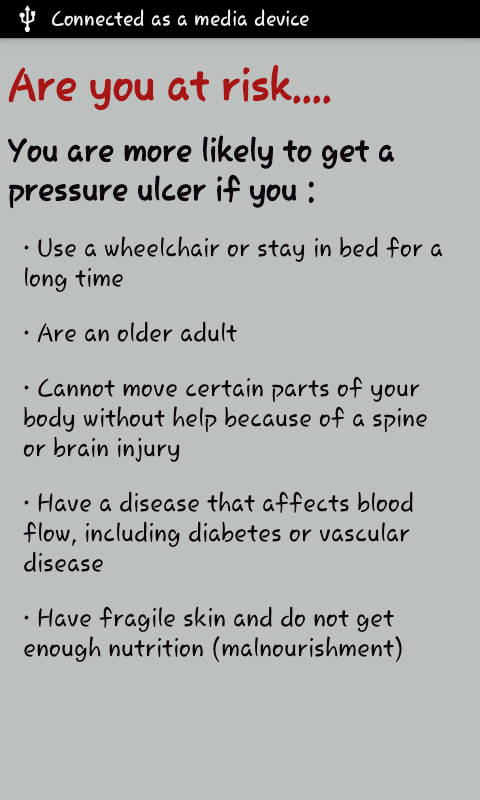 Connected as a media device
Are you at risk....
You are more likely to get a
pressure ulcer if you :
· Use a wheelchair or stay in bed for a
long time
· Are an older adult
· Cannot move certain parts of your
body without help because of a spine
or brain injury
· Have a disease that affects blood
flow, including diabetes or vascular
disease
· Have fragile skin and do not get
enough nutrition (malnourishment)